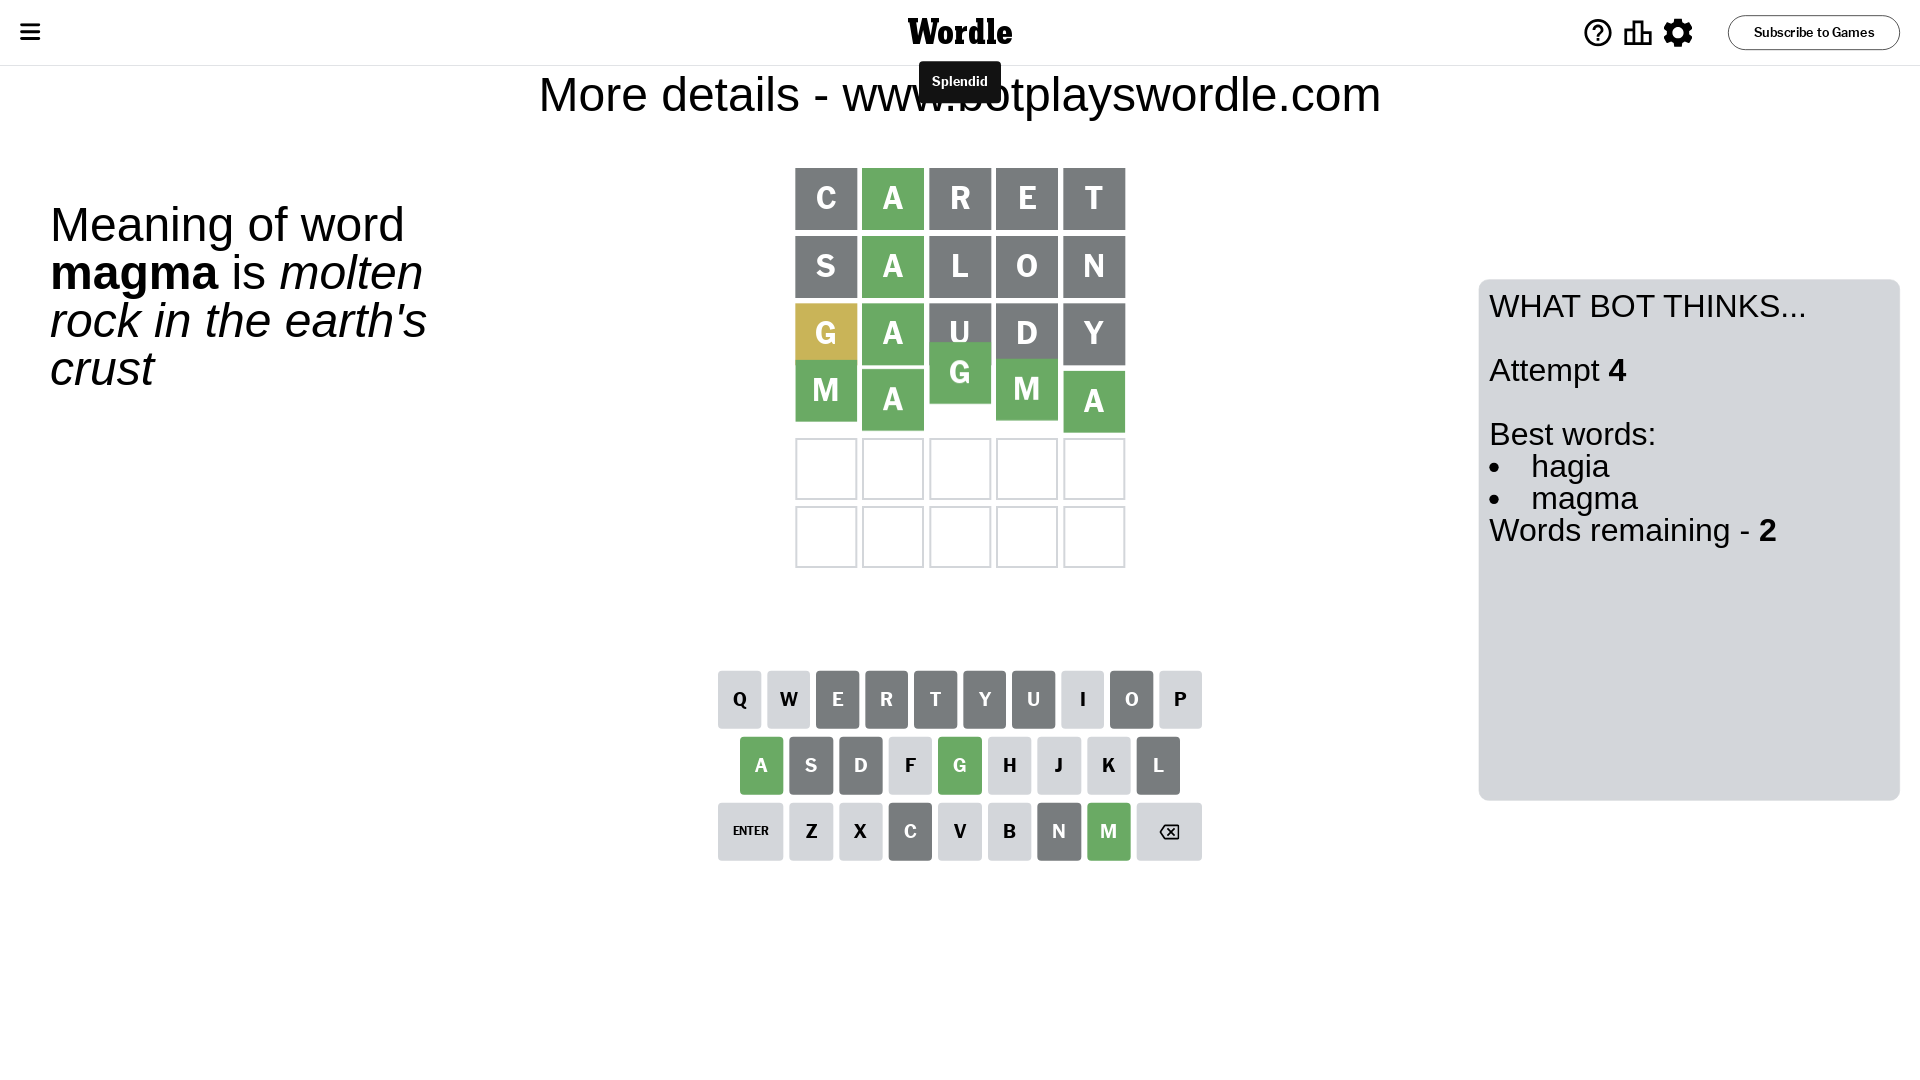 Wordle
Subscribe to Games
Splendid
More details - www.botplayswordle.com
Meaning of word
magma is molten
rock in the earth's
crust
C A R E T
S A L O N
G A U D Y
M A G M A
WHAT BOT THINKS...
Attempt 4
Best words:
• hagia
• magma
Words remaining - 2
Q W E R T Y U I O P
A S D F G H J K L
ENTER Z X C V B N M